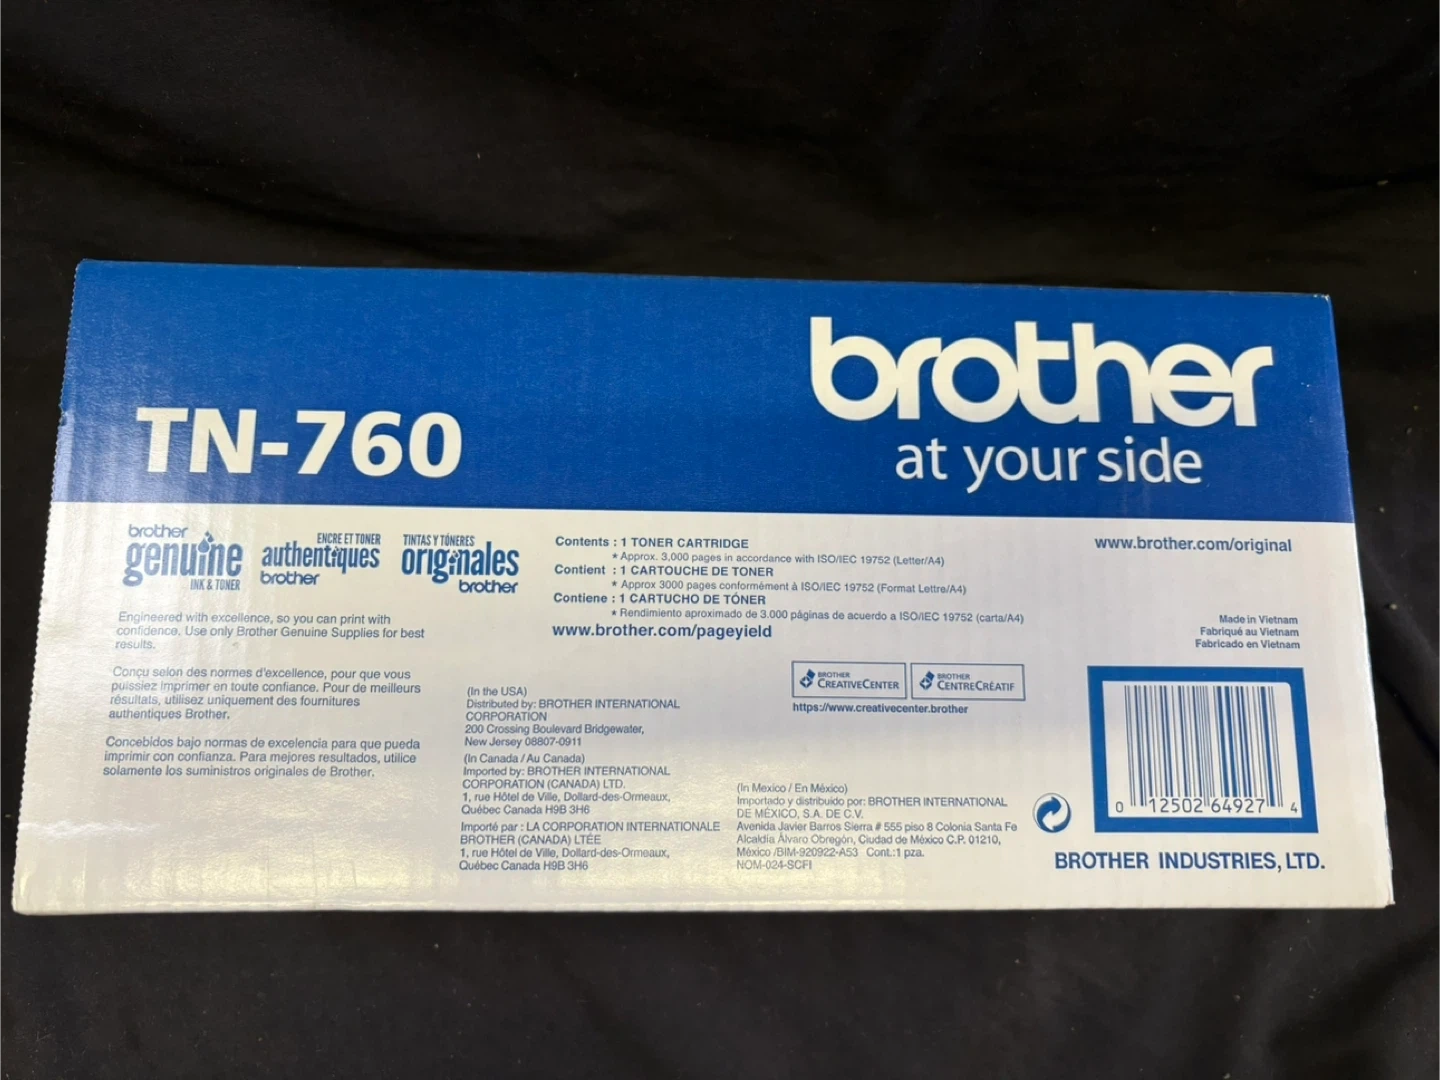 brother
at your side
TN-760
brother
genuine
INK & TONER
ENCRE ET TONER
authentiques
brother
TINTAS Y TÓNERES
originales
brother
Engineered with excellence, so you can print with
confidence. Use only Brother Genuine Supplies for best
results.
Conçu selon des normes d'excellence, pour que vous
puissiez imprimer en toute confiance. Pour de meilleurs
résultats, utilisez uniquement des fournitures
authentiques Brother.
Concebidos bajo normas de excelencia para que pueda
imprimir con confianza. Para mejores resultados, utilice
solamente los suministros originales de Brother.
Contents : 1 TONER CARTRIDGE
* Approx. 3,000 pages in accordance with ISO/IEC 19752 (Letter/A4)
Contient : 1 CARTOUCHE DE TONER
* Approx 3000 pages conformément à ISO/IEC 19752 (Format Lettre/A4)
Contiene : 1 CARTUCHO DE TÓNER
* Rendimiento aproximado de 3.000 páginas de acuerdo a ISO/IEC 19752 (carta/A4)
www.brother.com/pageyield
(In the USA)
Distributed by: BROTHER INTERNATIONAL
CORPORATION
200 Crossing Boulevard Bridgewater,
New Jersey 08807-0911
(In Canada / Au Canada)
Imported by: BROTHER INTERNATIONAL
CORPORATION (CANADA) LTD.
1, rue Hôtel de Ville, Dollard-des-Ormeaux,
Québec Canada H9B 3H6
Importé par : LA CORPORATION INTERNATIONALE
BROTHER (CANADA) LTÉE
1, rue Hôtel de Ville, Dollard-des-Ormeaux,
Québec Canada H9B 3H6
BROTHER
CREATIVECENTER
BROTHER
CENTRECRÉATIF
https://www.creativecenter.brother
(In Mexico / En México)
Importado y distribuido por: BROTHER INTERNATIONAL
DE MÉXICO, S.A. DE C.V.
Avenida Javier Barros Sierra # 555 piso 8 Colonia Santa Fe
Alcaldía Álvaro Obregón, Ciudad de México C.P. 01210,
México /BIM-920922-A53 Cont.:1 pza.
NOM-024-SCFI
www.brother.com/original
Made in Vietnam
Fabriqué au Vietnam
Fabricado en Vietnam
0 12502 64927 4
BROTHER INDUSTRIES, LTD.